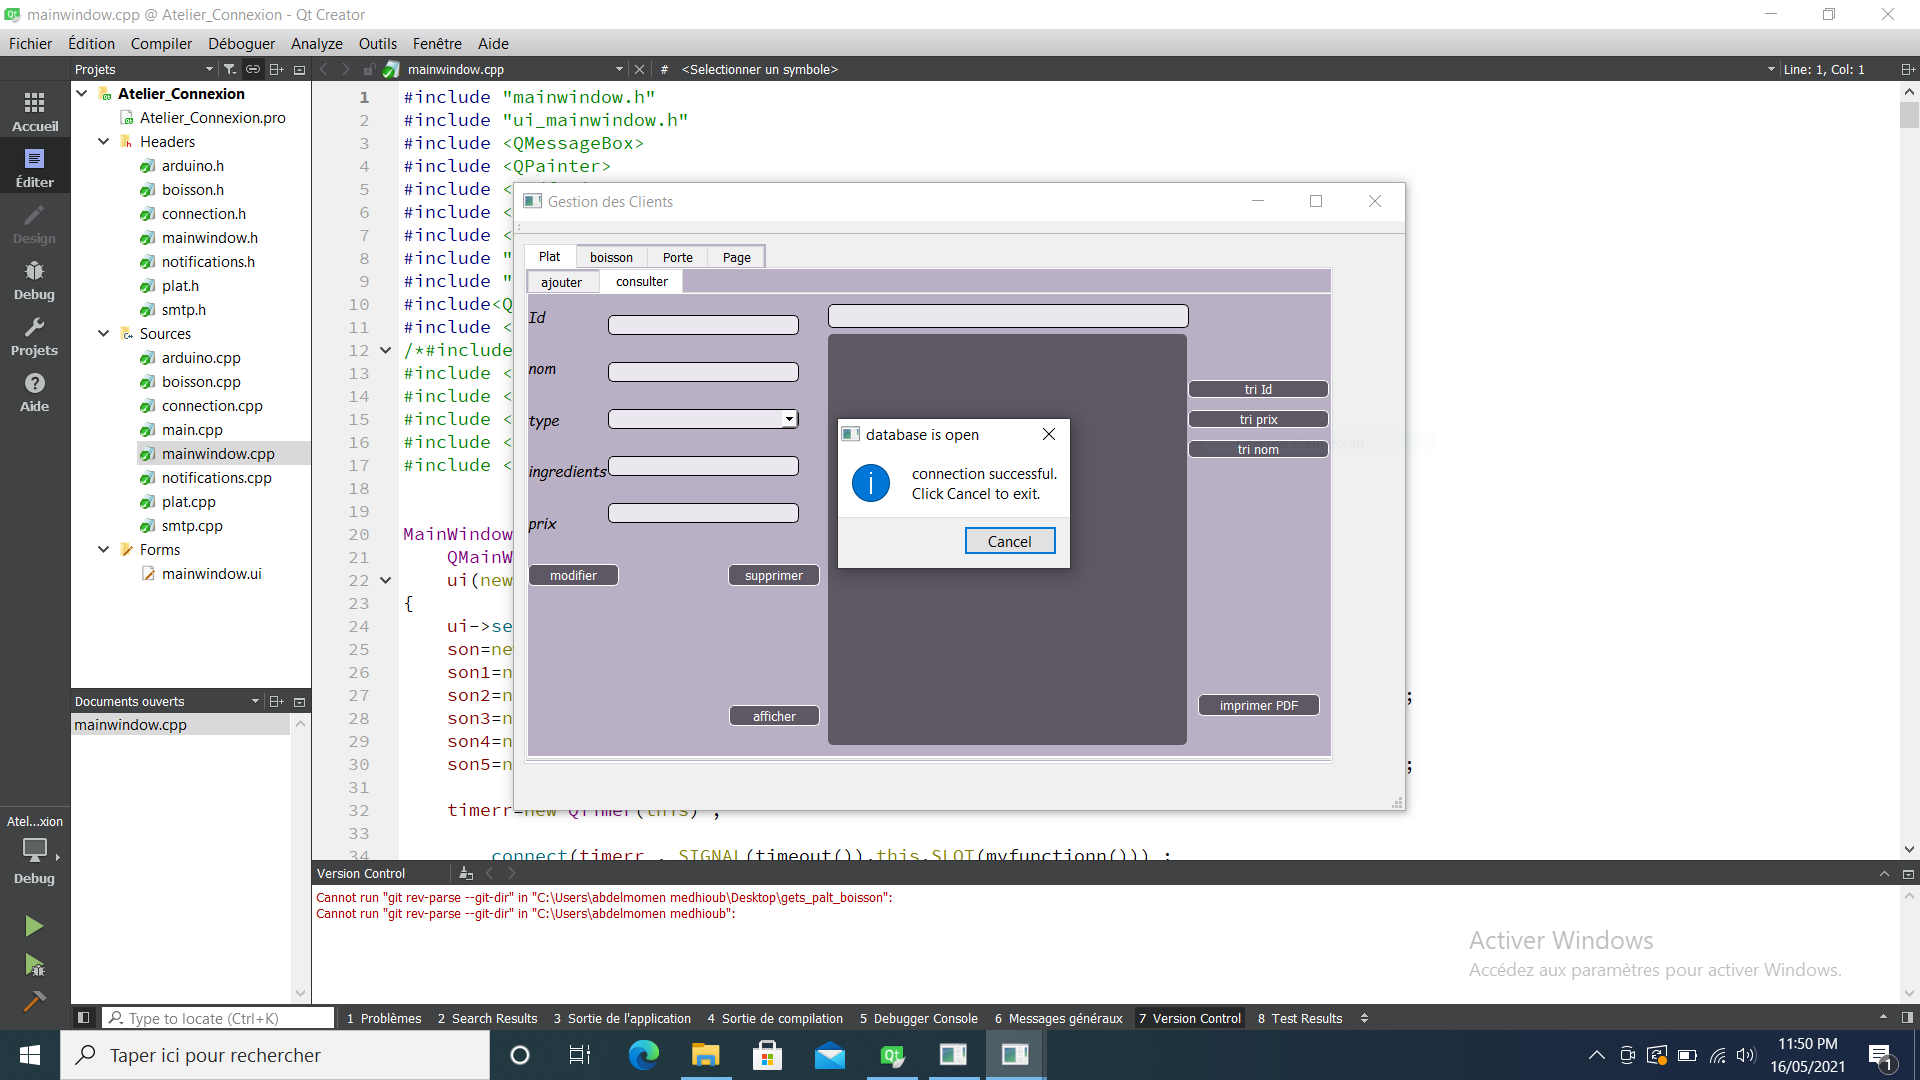 mainwindow.cpp @ Atelier_Connexion - Qt Creator
Fichier Édition Compiler Déboguer Analyze Outils Fenêtre Aide
Projets
mainwindow.cpp
# <Selectionner un symbole>
Line: 1, Col: 1
Accueil
Éditer
Design
Debug
Projets
Aide
Atel...xion
Debug
Atelier_Connexion
Atelier_Connexion.pro
Headers
arduino.h
boisson.h
connection.h
mainwindow.h
notifications.h
plat.h
smtp.h
Sources
arduino.cpp
boisson.cpp
connection.cpp
main.cpp
mainwindow.cpp
notifications.cpp
plat.cpp
smtp.cpp
Forms
mainwindow.ui
Documents ouverts
mainwindow.cpp
1 #include "mainwindow.h"
2 #include "ui_mainwindow.h"
3 #include <QMessageBox>
4 #include <QPainter>
5 #include <
6 #include <
7 #include <
8 #include "
9 #include "
10 #include<Q
11 #include <
12 /*#include
13 #include <
14 #include <
15 #include <
16 #include <
17 #include <
18
19
20 MainWindow
21 QMainW
22 ui(new
23 {
24 ui->se
25 son=ne
26 son1=n
27 son2=n ;
28 son3=n
29 son4=n
30 son5=n ;
31
32 timerr=new QTimer(this) ;
33
34 connect(timerr , SIGNAL(timeout()),this,SLOT(myfunctionn())) ;
Gestion des Clients
Plat boisson Porte Page
ajouter consulter
Id
nom
type
ingredients
prix
modifier supprimer
afficher
tri Id
tri prix
tri nom
imprimer PDF
database is open
connection successful.
Click Cancel to exit.
Cancel
Version Control
Cannot run "git rev-parse --git-dir" in "C:\Users\abdelmomen medhioub\Desktop\gets_palt_boisson":
Cannot run "git rev-parse --git-dir" in "C:\Users\abdelmomen medhioub":
Activer Windows
Accédez aux paramètres pour activer Windows.
Type to locate (Ctrl+K)
1 Problèmes 2 Search Results 3 Sortie de l'application 4 Sortie de compilation 5 Debugger Console 6 Messages généraux 7 Version Control 8 Test Results
Taper ici pour rechercher
Qt
11:50 PM
16/05/2021
1